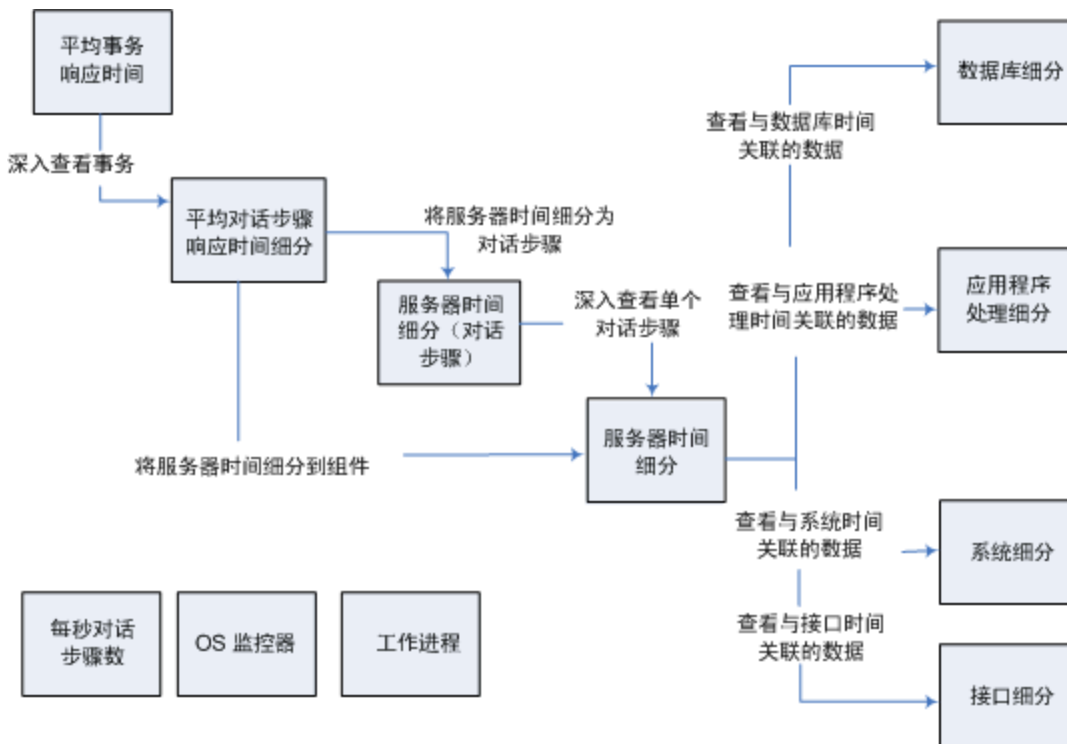 平均事务
响应时间
深入查看事务
平均对话步骤
响应时间细分
将服务器时间细分为
对话步骤
服务器时间
细分（对话
步骤）
深入查看单个
对话步骤
将服务器时间细分到组件
服务器时间
细分
查看与数据库时间
关联的数据
数据库细分
查看与应用程序处
理时间关联的数据
应用程序
处理细分
查看与系统时间
关联的数据
系统细分
查看与接口时间
关联的数据
接口细分
每秒对话
步骤数
OS 监控器
工作进程